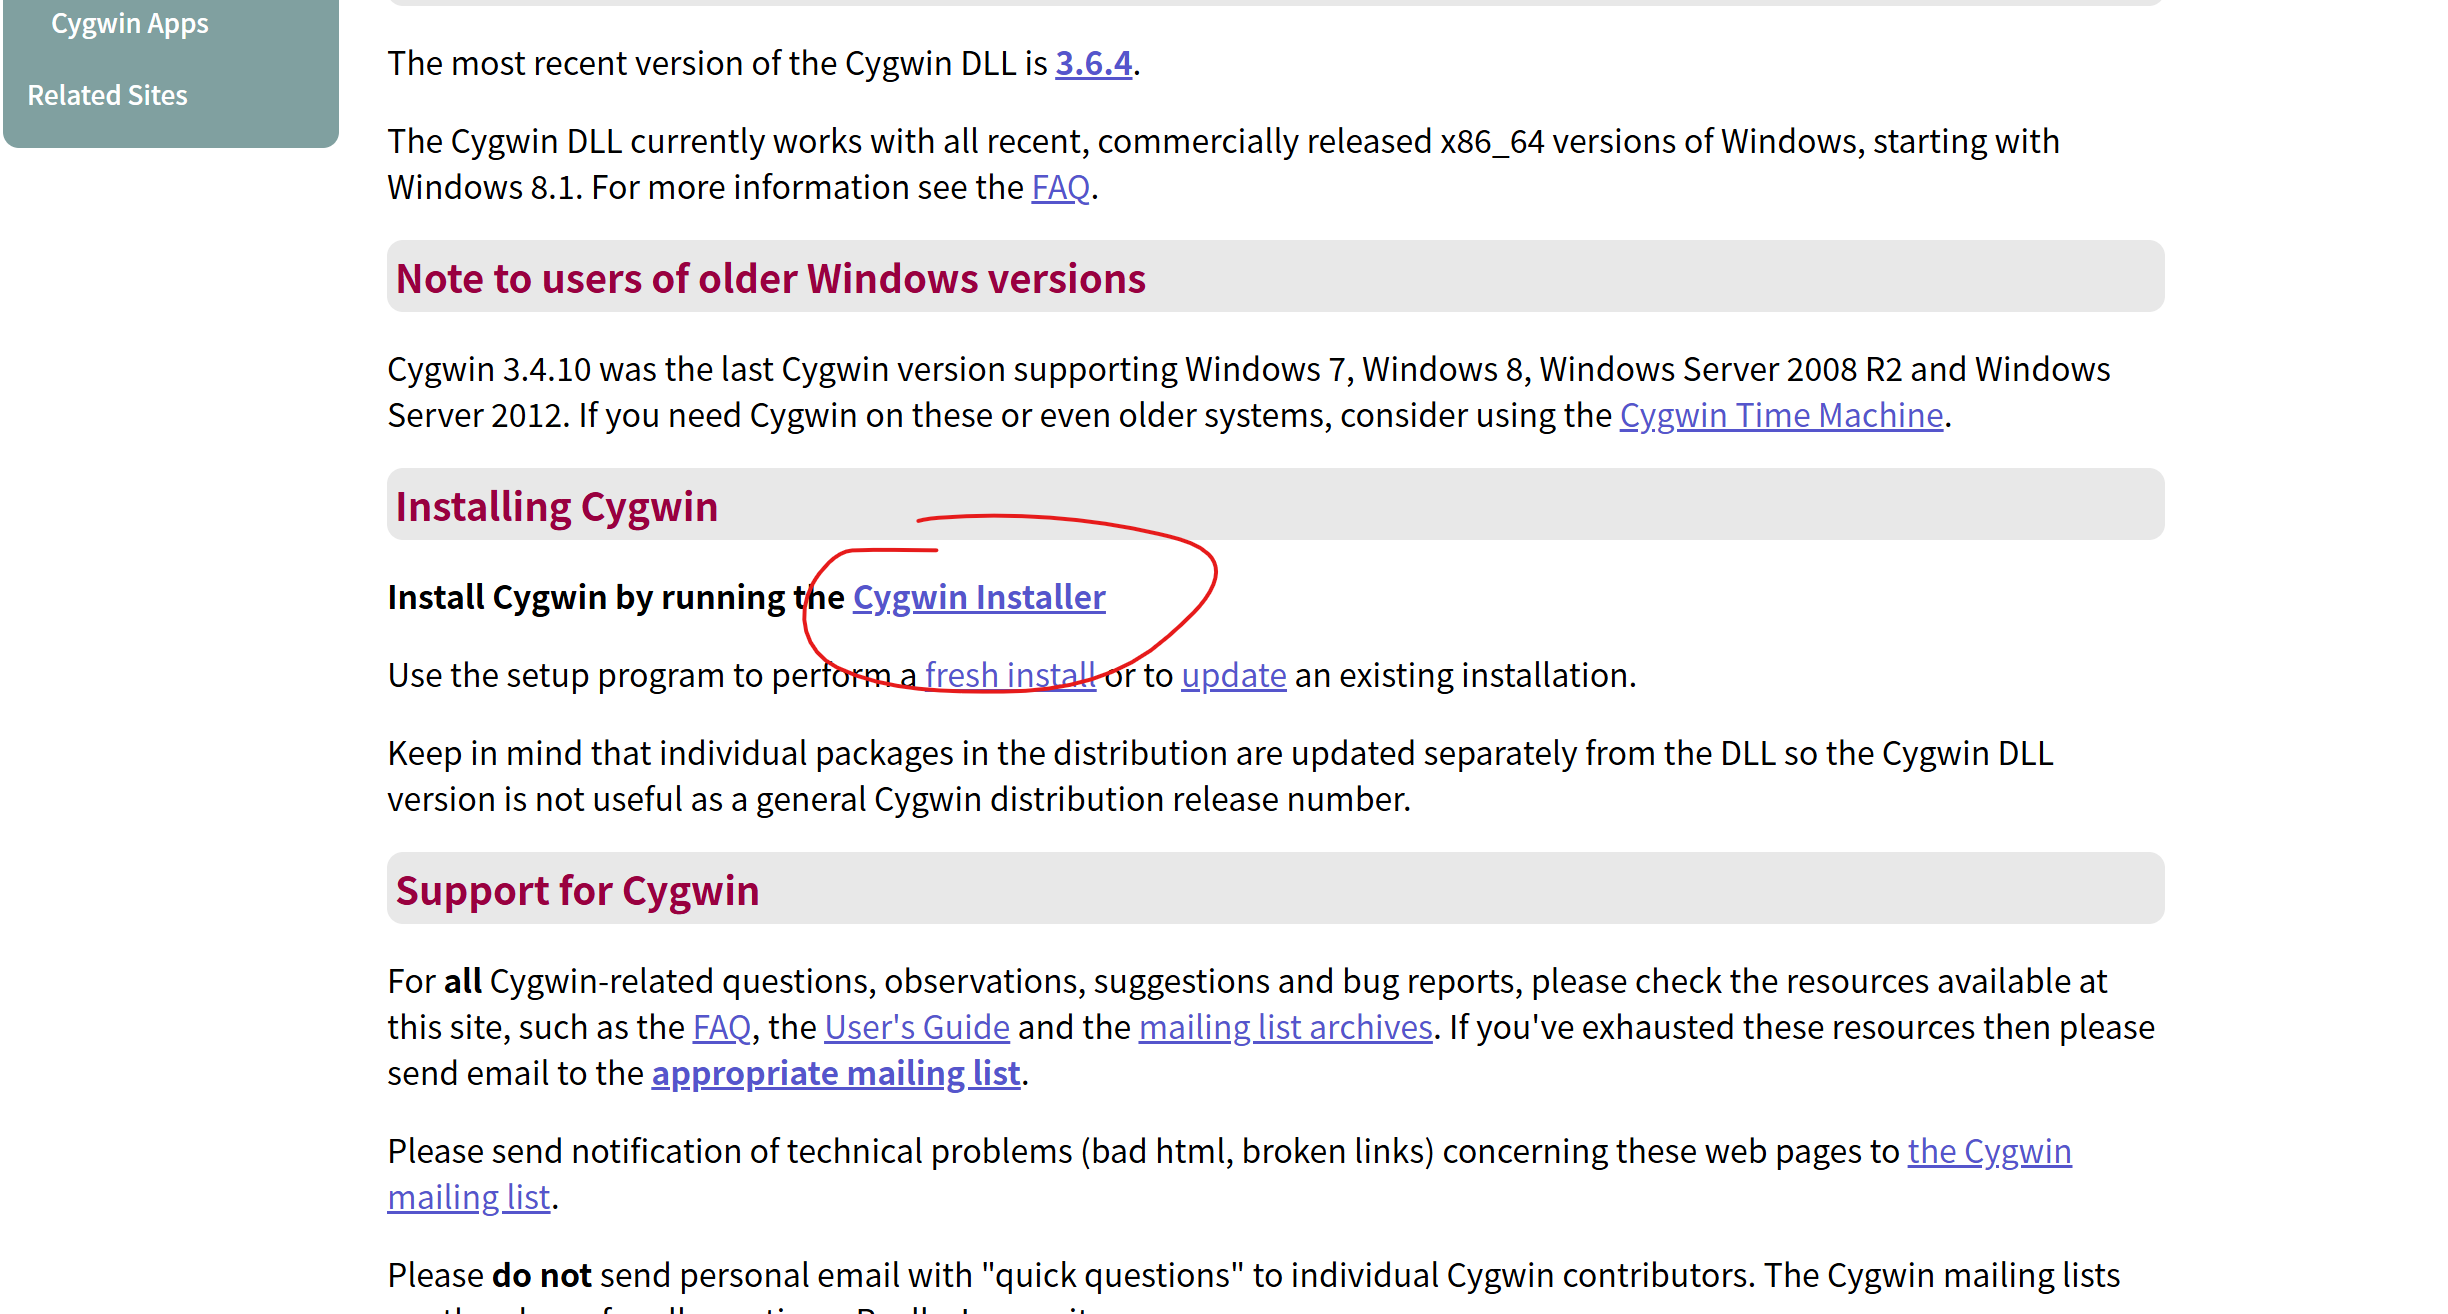 Cygwin Apps
Related Sites
The most recent version of the Cygwin DLL is 3.6.4.
The Cygwin DLL currently works with all recent, commercially released x86_64 versions of Windows, starting with
Windows 8.1. For more information see the FAQ.
Note to users of older Windows versions
Cygwin 3.4.10 was the last Cygwin version supporting Windows 7, Windows 8, Windows Server 2008 R2 and Windows
Server 2012. If you need Cygwin on these or even older systems, consider using the Cygwin Time Machine.
Installing Cygwin
Install Cygwin by running the Cygwin Installer
Use the setup program to perform a fresh install or to update an existing installation.
Keep in mind that individual packages in the distribution are updated separately from the DLL so the Cygwin DLL
version is not useful as a general Cygwin distribution release number.
Support for Cygwin
For all Cygwin-related questions, observations, suggestions and bug reports, please check the resources available at
this site, such as the FAQ, the User's Guide and the mailing list archives. If you've exhausted these resources then please
send email to the appropriate mailing list.
Please send notification of technical problems (bad html, broken links) concerning these web pages to the Cygwin
mailing list.
Please do not send personal email with "quick questions" to individual Cygwin contributors. The Cygwin mailing lists